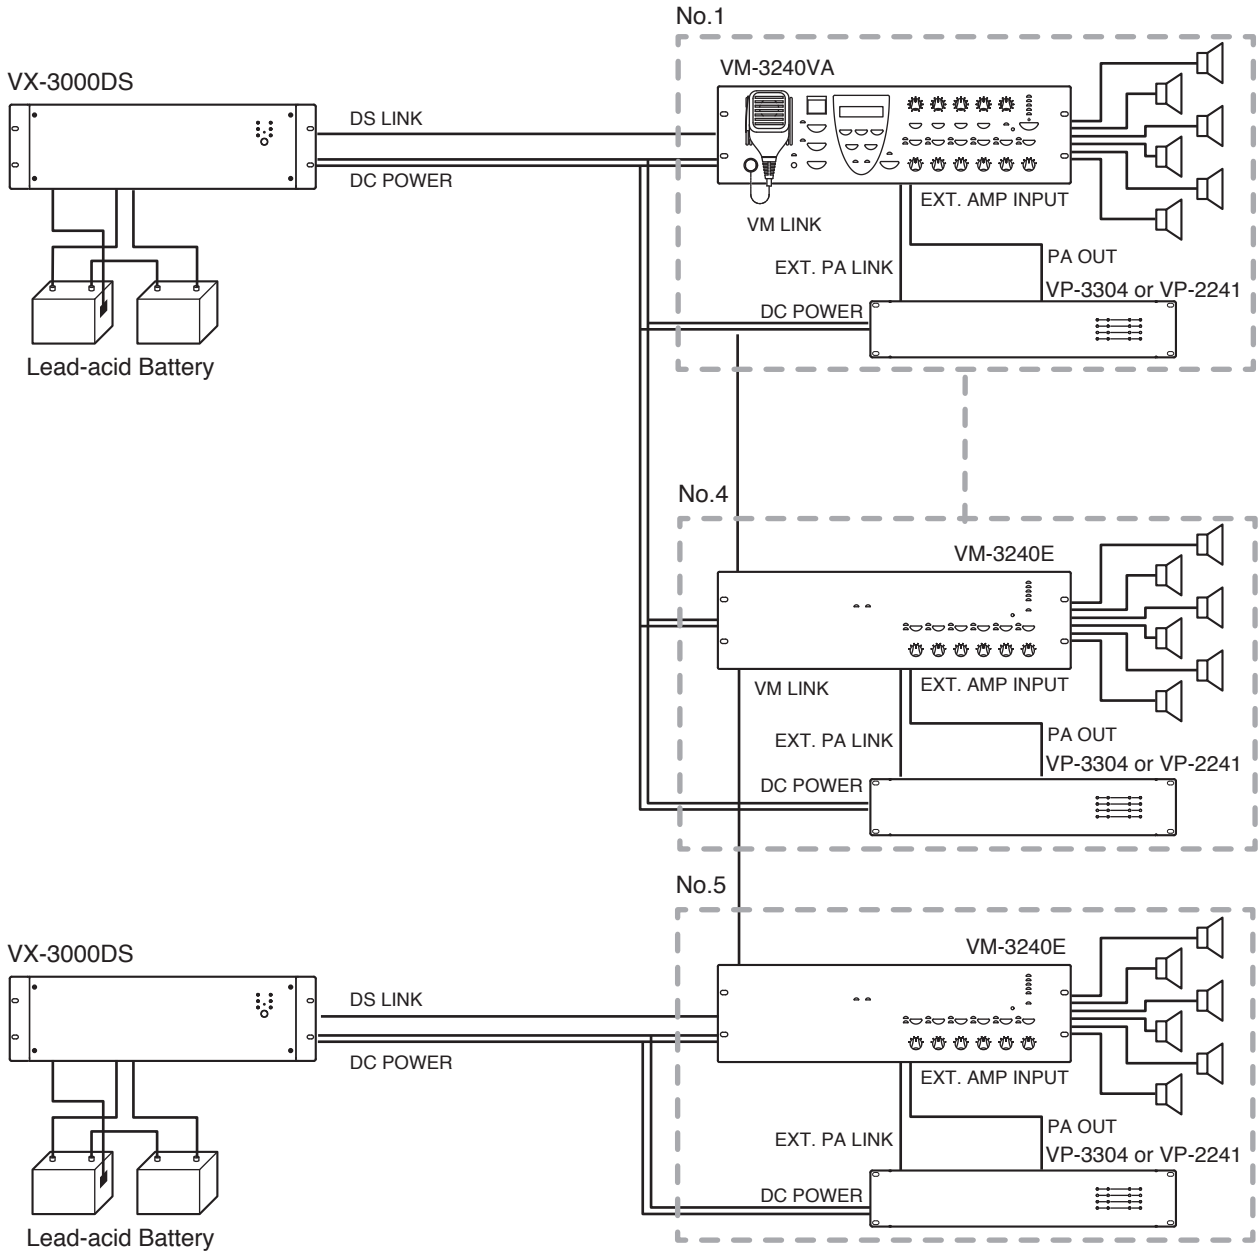 No.1
VM-3240VA
VX-3000DS
DS LINK
DC POWER
EXT. AMP INPUT
VM LINK
PA OUT
EXT. PA LINK
VP-3304 or VP-2241
DC POWER
Lead-acid Battery
No.4
VM-3240E
VM LINK
EXT. AMP INPUT
PA OUT
EXT. PA LINK
VP-3304 or VP-2241
DC POWER
No.5
VM-3240E
VX-3000DS
DS LINK
DC POWER
EXT. AMP INPUT
PA OUT
EXT. PA LINK
VP-3304 or VP-2241
DC POWER
Lead-acid Battery